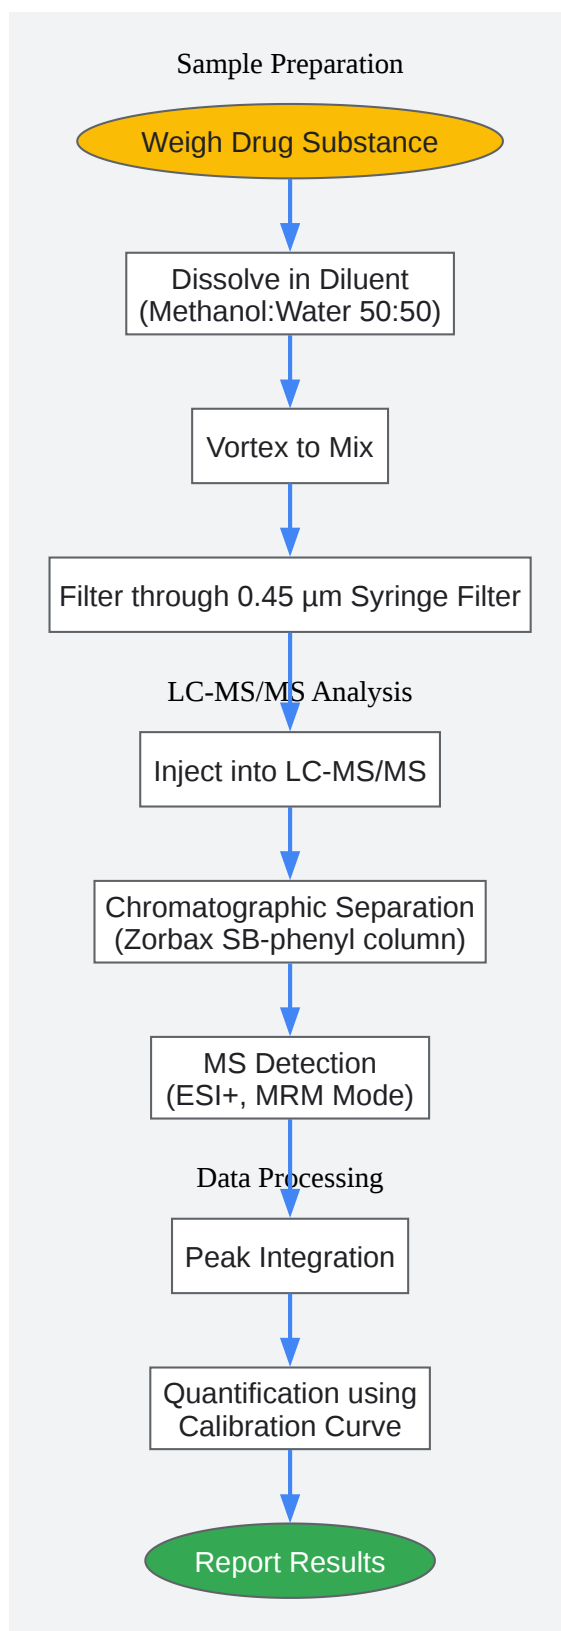 Sample Preparation
Weigh Drug Substance
Dissolve in Diluent
(Methanol:Water 50:50)
Vortex to Mix
Filter through 0.45 µm Syringe Filter
LC-MS/MS Analysis
Inject into LC-MS/MS
Chromatographic Separation
(Zorbax SB-phenyl column)
MS Detection
(ESI+, MRM Mode)
Data Processing
Peak Integration
Quantification using
Calibration Curve
Report Results